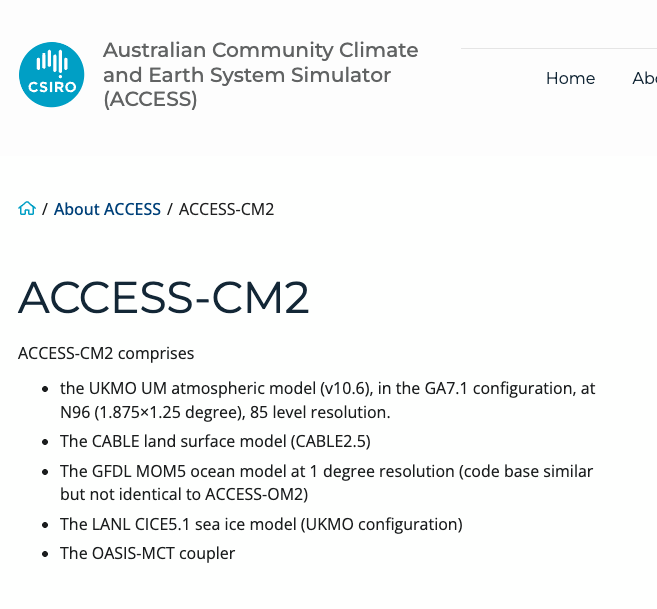 CSIRO
Australian Community Climate
and Earth System Simulator
(ACCESS)
Home
Abo
/ About ACCESS / ACCESS-CM2
ACCESS-CM2
ACCESS-CM2 comprises
• the UKMO UM atmospheric model (v10.6), in the GA7.1 configuration, at
N96 (1.875×1.25 degree), 85 level resolution.
• The CABLE land surface model (CABLE2.5)
• The GFDL MOM5 ocean model at 1 degree resolution (code base similar
but not identical to ACCESS-OM2)
• The LANL CICE5.1 sea ice model (UKMO configuration)
• The OASIS-MCT coupler